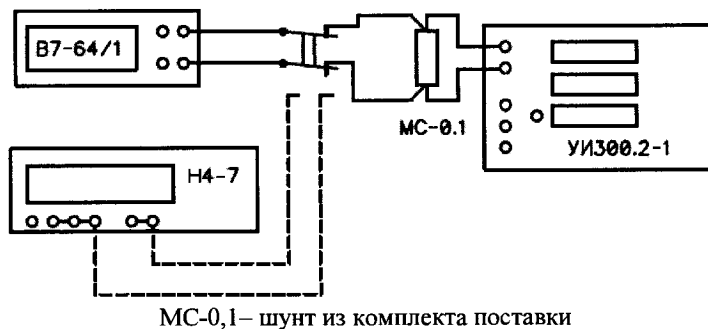 В7-64/1
МС-0.1
УИ300.2-1
Н4-7
МС-0,1– шунт из комплекта поставки